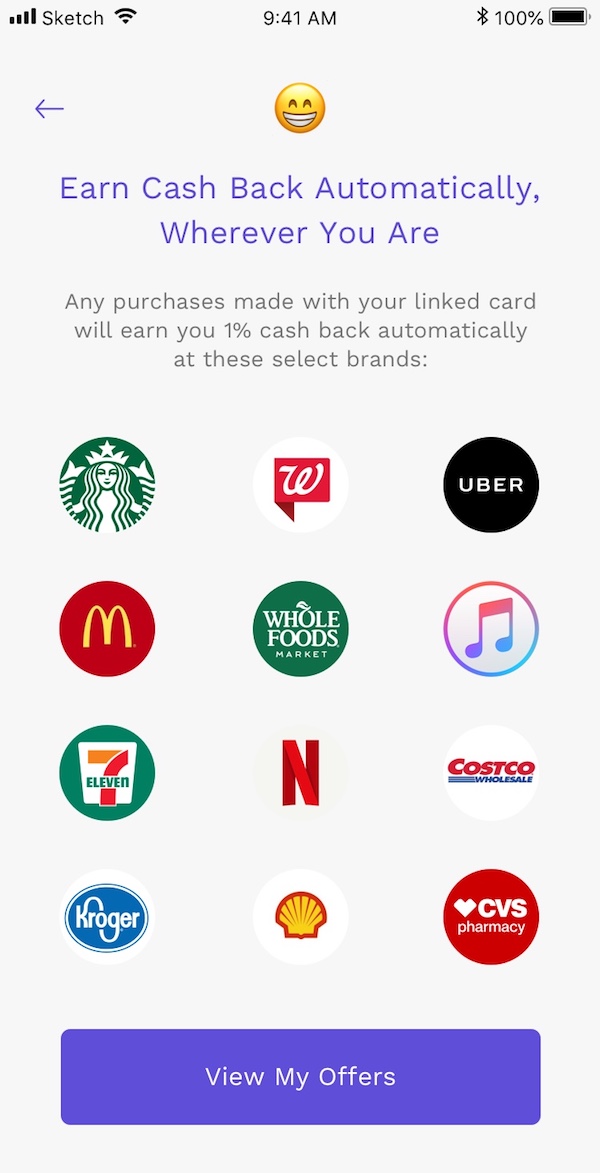 Sketch 9:41 AM 100%
Earn Cash Back Automatically,
Wherever You Are
Any purchases made with your linked card
will earn you 1% cash back automatically
at these select brands:
W
UBER
M
WHOLE
FOODS
MARKET
7
ELEVEN
N
COSTCO
WHOLESALE
Kroger
CVS
pharmacy
View My Offers